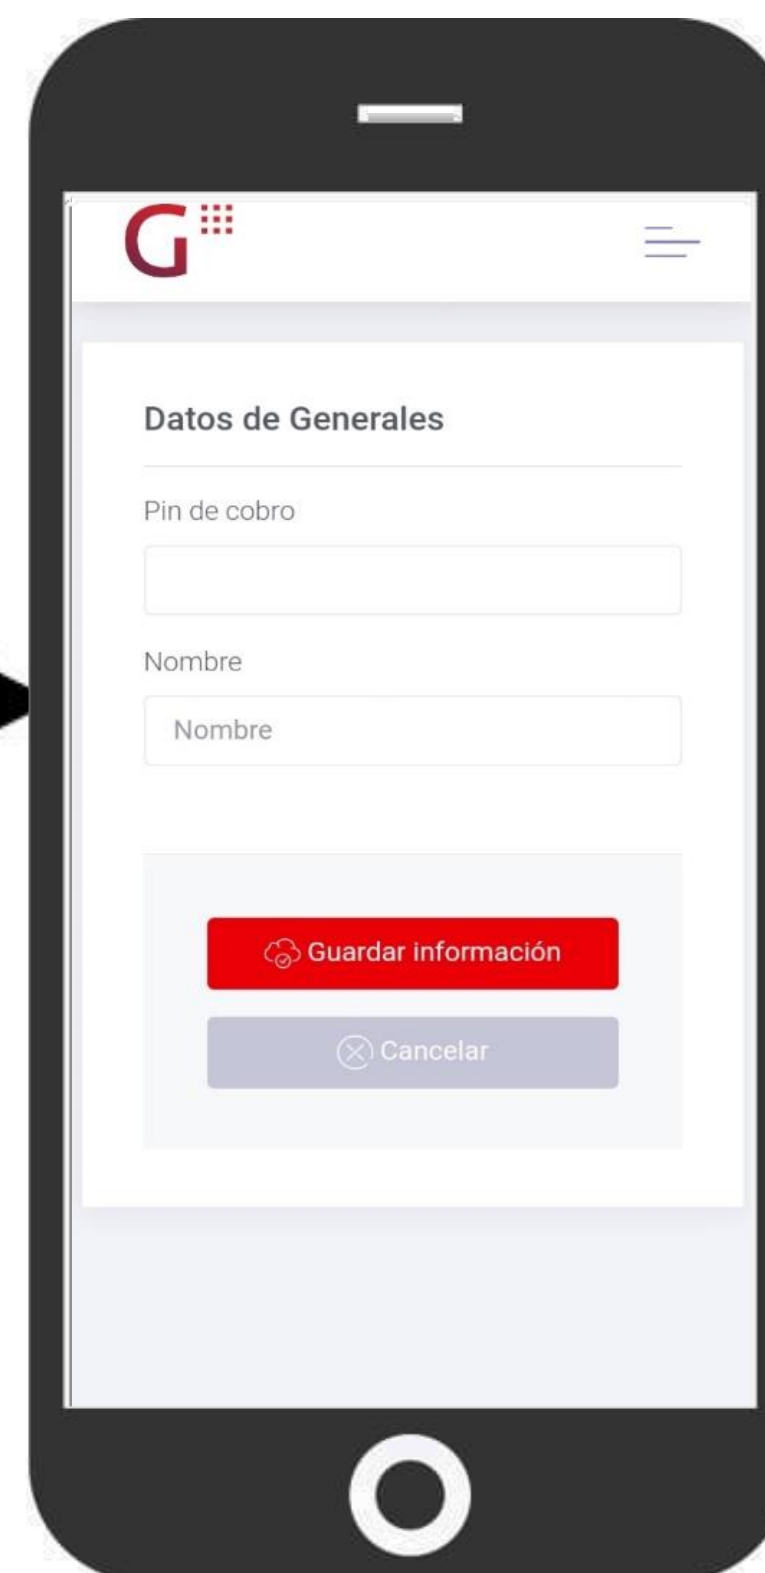 G
Datos de Generales
Pin de cobro
Nombre
Nombre
Guardar información
Cancelar